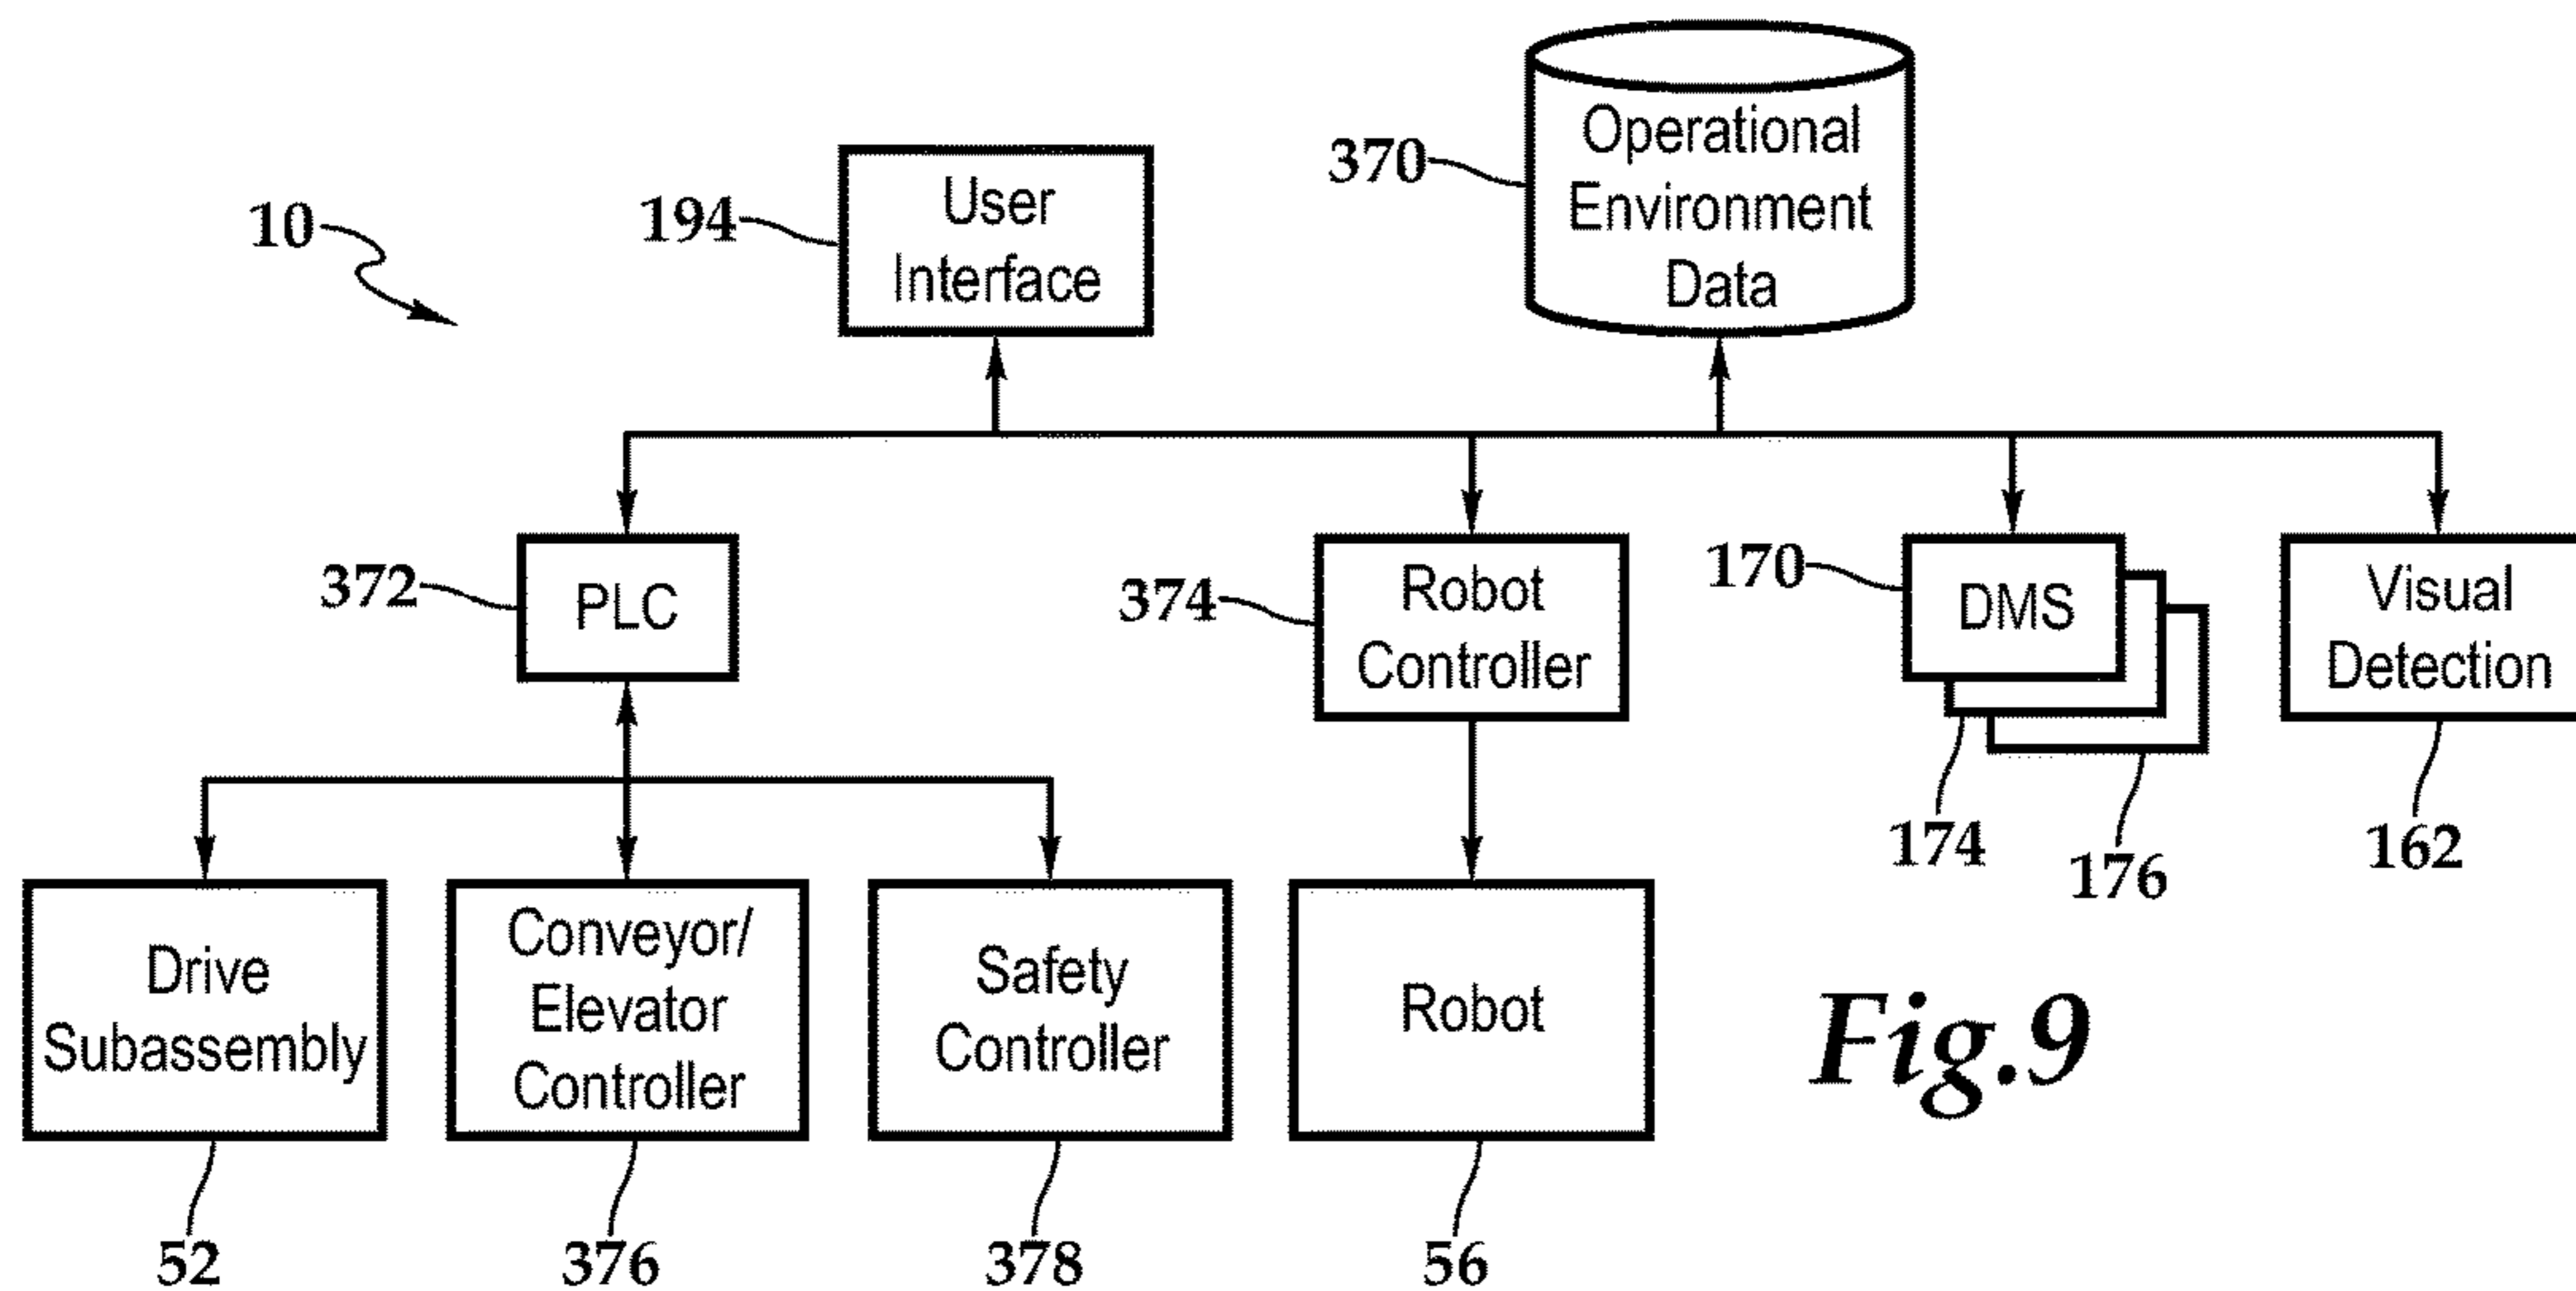 10
194
User
Interface
370
Operational
Environment
Data
372
PLC
374
Robot
Controller
170
DMS
174
176
Visual
Detection
162
Drive
Subassembly
52
Conveyor/
Elevator
Controller
376
Safety
Controller
378
Robot
56
Fig.9